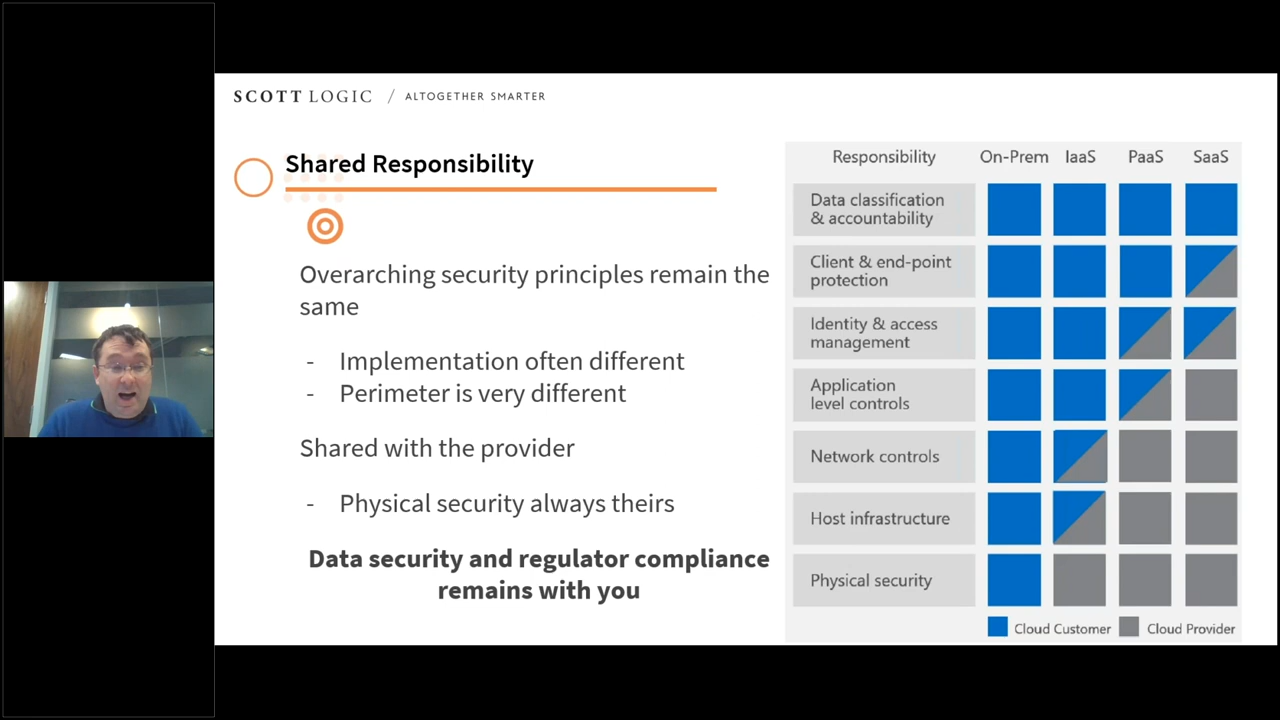 SCOTT LOGIC / ALTOGETHER SMARTER
Shared Responsibility
Overarching security principles remain the
same
- Implementation often different
- Perimeter is very different
Shared with the provider
- Physical security always theirs
Data security and regulator compliance
remains with you
Responsibility On-Prem IaaS PaaS SaaS
Data classification
& accountability
Client & end-point
protection
Identity & access
management
Application
level controls
Network controls
Host infrastructure
Physical security
Cloud Customer Cloud Provider